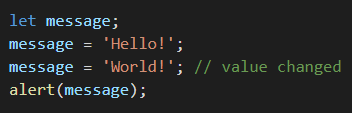 let message;
message = 'Hello!';
message = 'World!'; // value changed
alert(message);